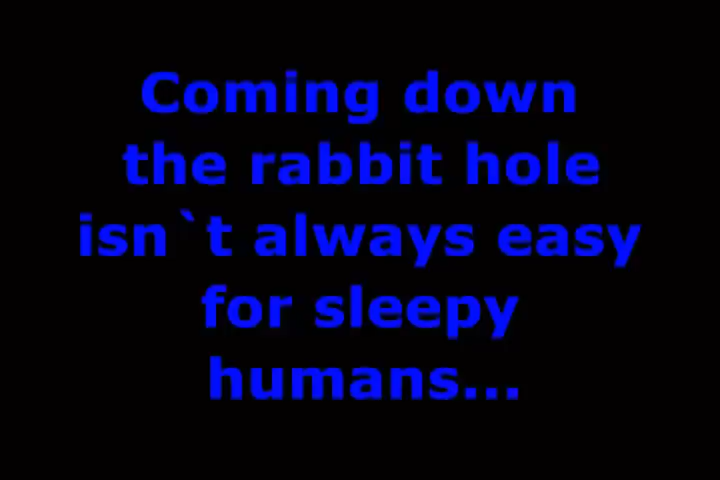 Coming down
the rabbit hole
isn`t always easy
for sleepy
humans...